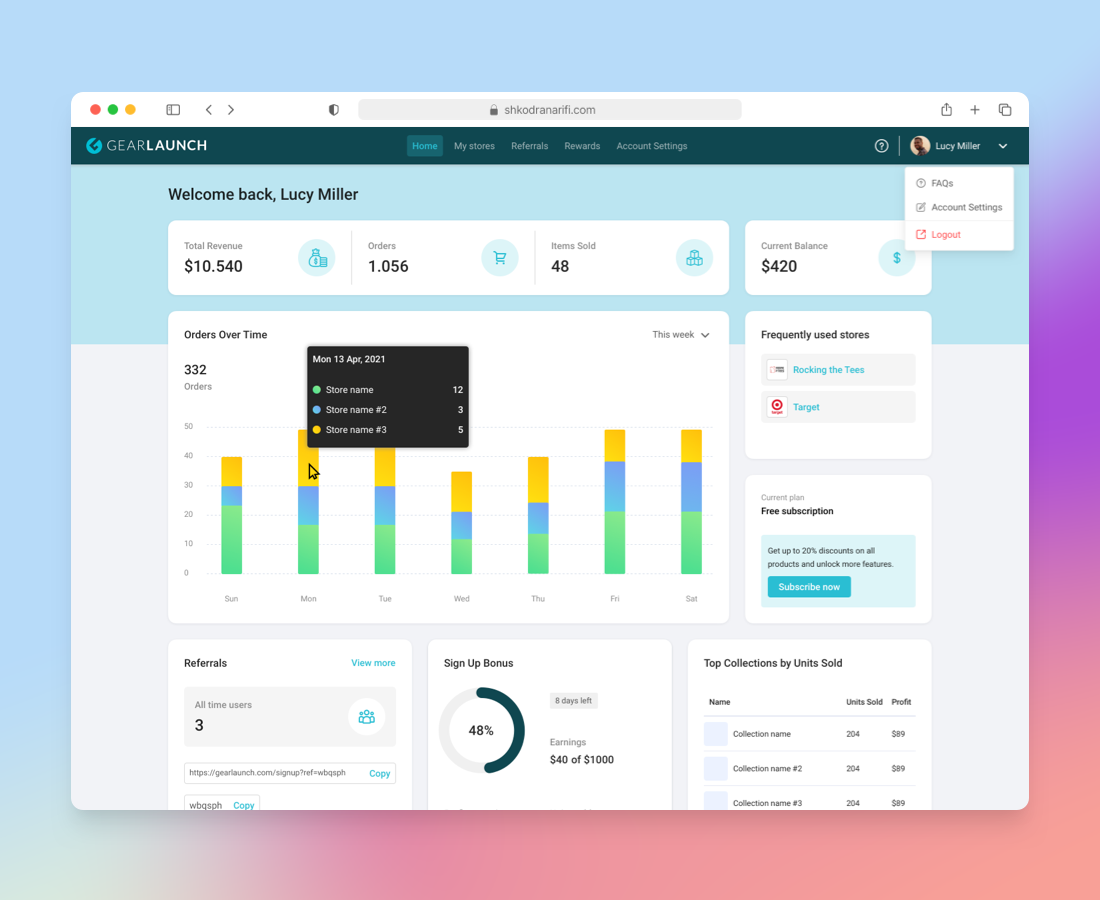 shkodranarifi.com
GEARLAUNCH
Home
My stores
Referrals
Rewards
Account Settings
Lucy Miller
FAQs
Account Settings
Logout
Welcome back, Lucy Miller
Total Revenue
$10.540
Orders
1.056
Items Sold
48
Current Balance
$420
$
Orders Over Time
This week
332
Orders
Mon 13 Apr, 2021
Store name 12
Store name #2 3
Store name #3 5
50
40
30
20
10
0
Sun Mon Tue Wed Thu Fri Sat
Frequently used stores
Rocking the Tees
Target
Current plan
Free subscription
Get up to 20% discounts on all
products and unlock more features.
Subscribe now
Referrals
View more
All time users
3
https://gearlaunch.com/signup?ref=wbqsph
Copy
wbqsph
Copy
Sign Up Bonus
48%
8 days left
Earnings
$40 of $1000
Top Collections by Units Sold
Name Units Sold Profit
Collection name 204 $89
Collection name #2 204 $89
Collection name #3 204 $89